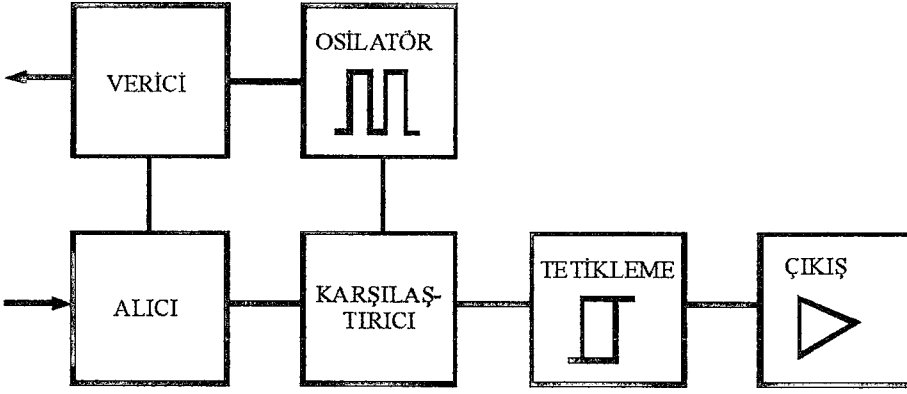 VERİCİ
OSİLATÖR
ALICI
KARŞILAŞ-
TIRICI
TETİKLEME
ÇIKIŞ